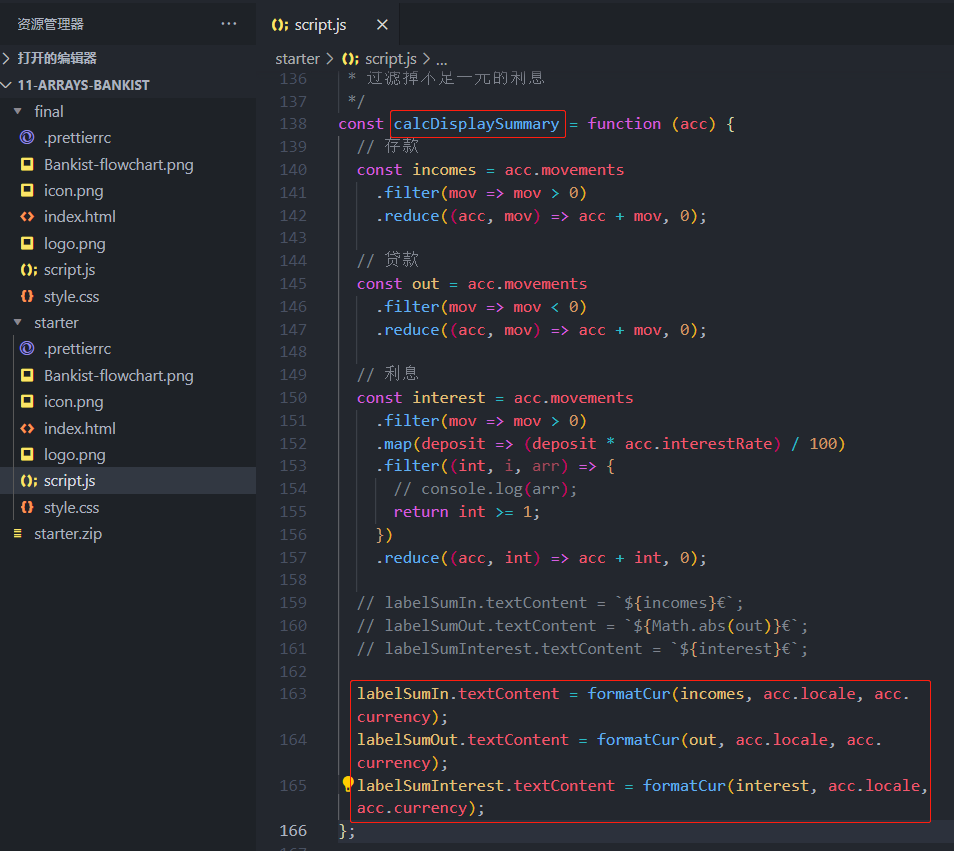 资源管理器 ···
打开的编辑器
11-ARRAYS-BANKIST
final
.prettierrc
Bankist-flowchart.png
icon.png
index.html
logo.png
script.js
style.css
starter
.prettierrc
Bankist-flowchart.png
icon.png
index.html
logo.png
script.js
style.css
starter.zip
script.js ×
starter > script.js > ...
136 * 过滤掉不足一元的利息
137 */
138 const calcDisplaySummary = function (acc) {
139 // 存款
140 const incomes = acc.movements
141 .filter(mov => mov > 0)
142 .reduce((acc, mov) => acc + mov, 0);
143
144 // 贷款
145 const out = acc.movements
146 .filter(mov => mov < 0)
147 .reduce((acc, mov) => acc + mov, 0);
148
149 // 利息
150 const interest = acc.movements
151 .filter(mov => mov > 0)
152 .map(deposit => (deposit * acc.interestRate) / 100)
153 .filter((int, i, arr) => {
154 // console.log(arr);
155 return int >= 1;
156 })
157 .reduce((acc, int) => acc + int, 0);
158
159 // labelSumIn.textContent = `${incomes}€`;
160 // labelSumOut.textContent = `${Math.abs(out)}€`;
161 // labelSumInterest.textContent = `${interest}€`;
162
163 labelSumIn.textContent = formatCur(incomes, acc.locale, acc.
currency);
164 labelSumOut.textContent = formatCur(out, acc.locale, acc.
currency);
165 labelSumInterest.textContent = formatCur(interest, acc.locale,
acc.currency);
166 };